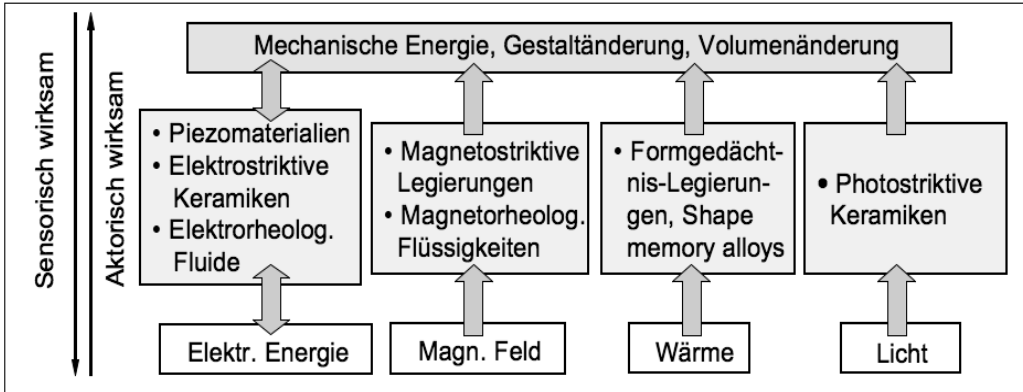 Sensorisch wirksam
Aktorisch wirksam
Mechanische Energie, Gestaltänderung, Volumenänderung
• Piezomaterialien
• Elektrostriktive
Keramiken
• Elektrorheolog.
Fluide
• Magnetostriktive
Legierungen
• Magnetorheolog.
Flüssigkeiten
• Formgedächt-
nis-Legierun-
gen, Shape
memory alloys
• Photostriktive
Keramiken
Elektr. Energie
Magn. Feld
Wärme
Licht